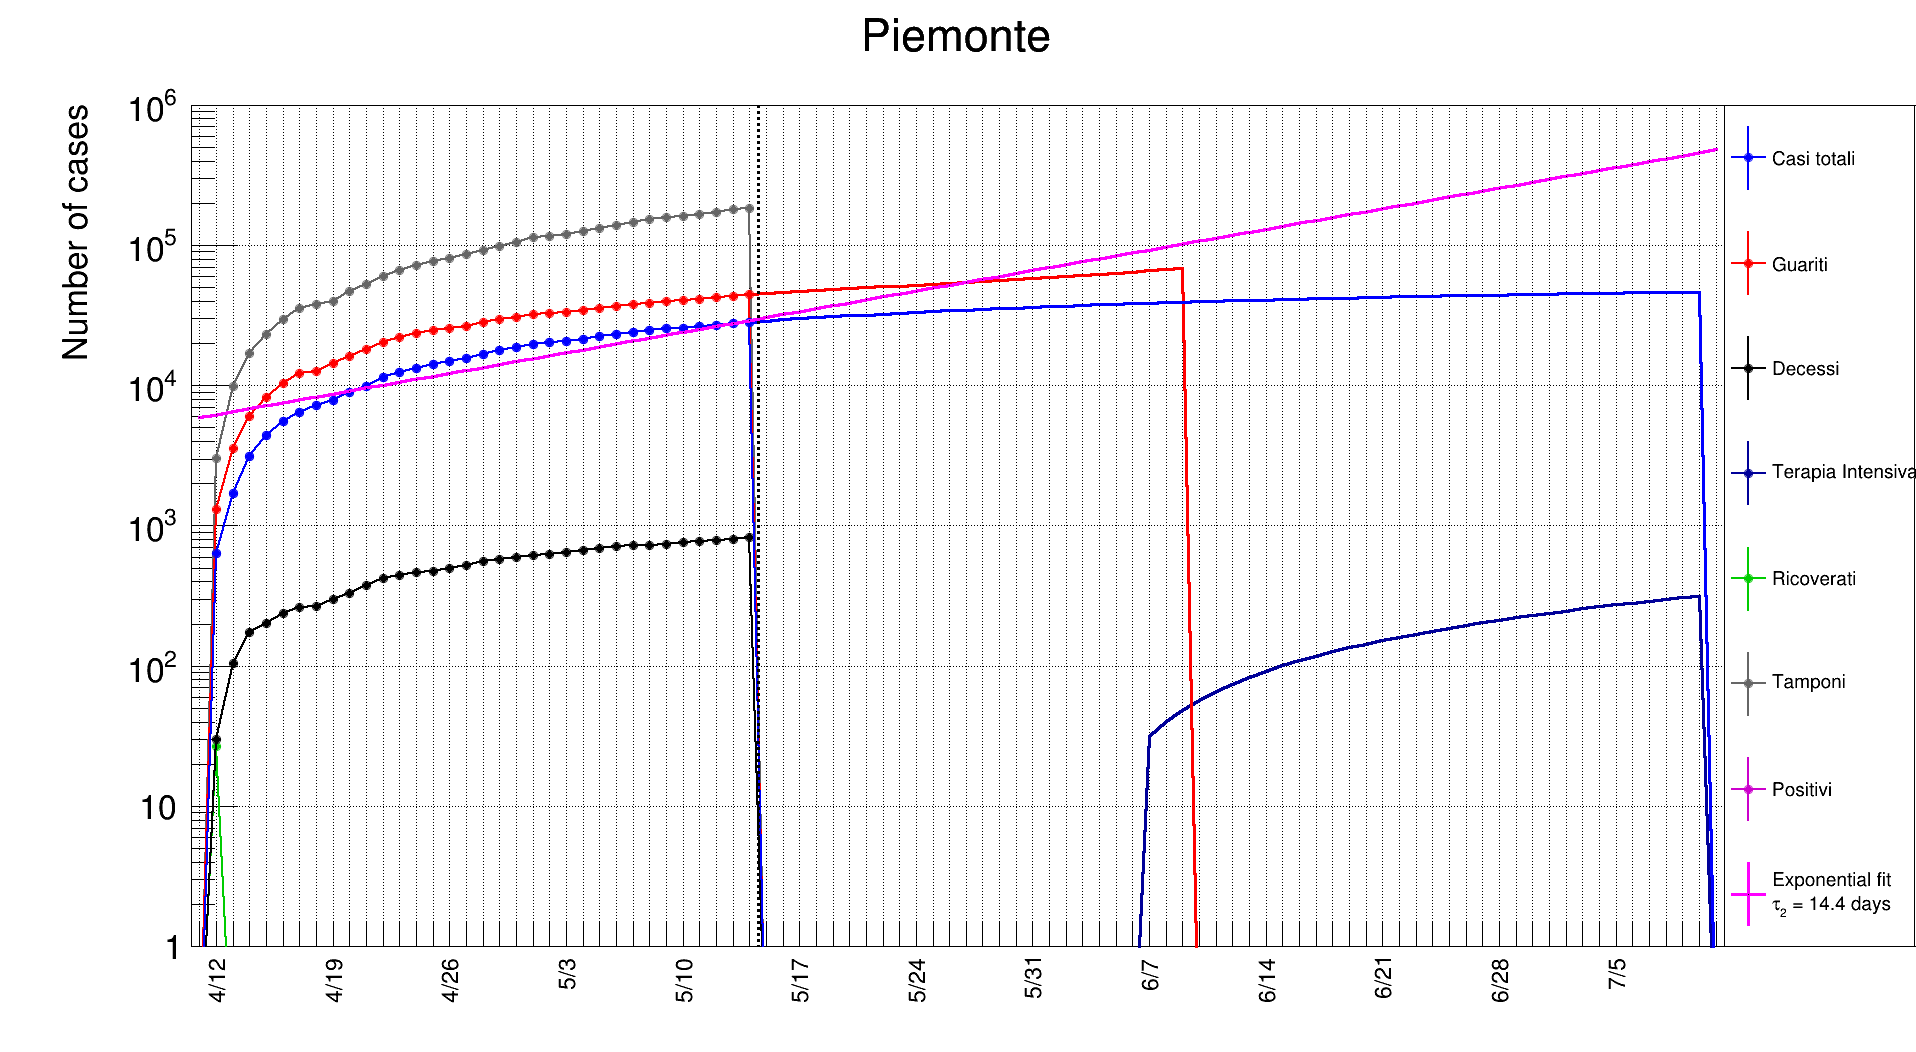 Piemonte
Number of cases
10^6
10^5
10^4
10^3
10^2
10
1
4/12 4/19 4/26 5/3 5/10 5/17 5/24 5/31 6/7 6/14 6/21 6/28 7/5
Casi totali
Guariti
Decessi
Terapia Intensiva
Ricoverati
Tamponi
Positivi
Exponential fit
τ₂ = 14.4 days